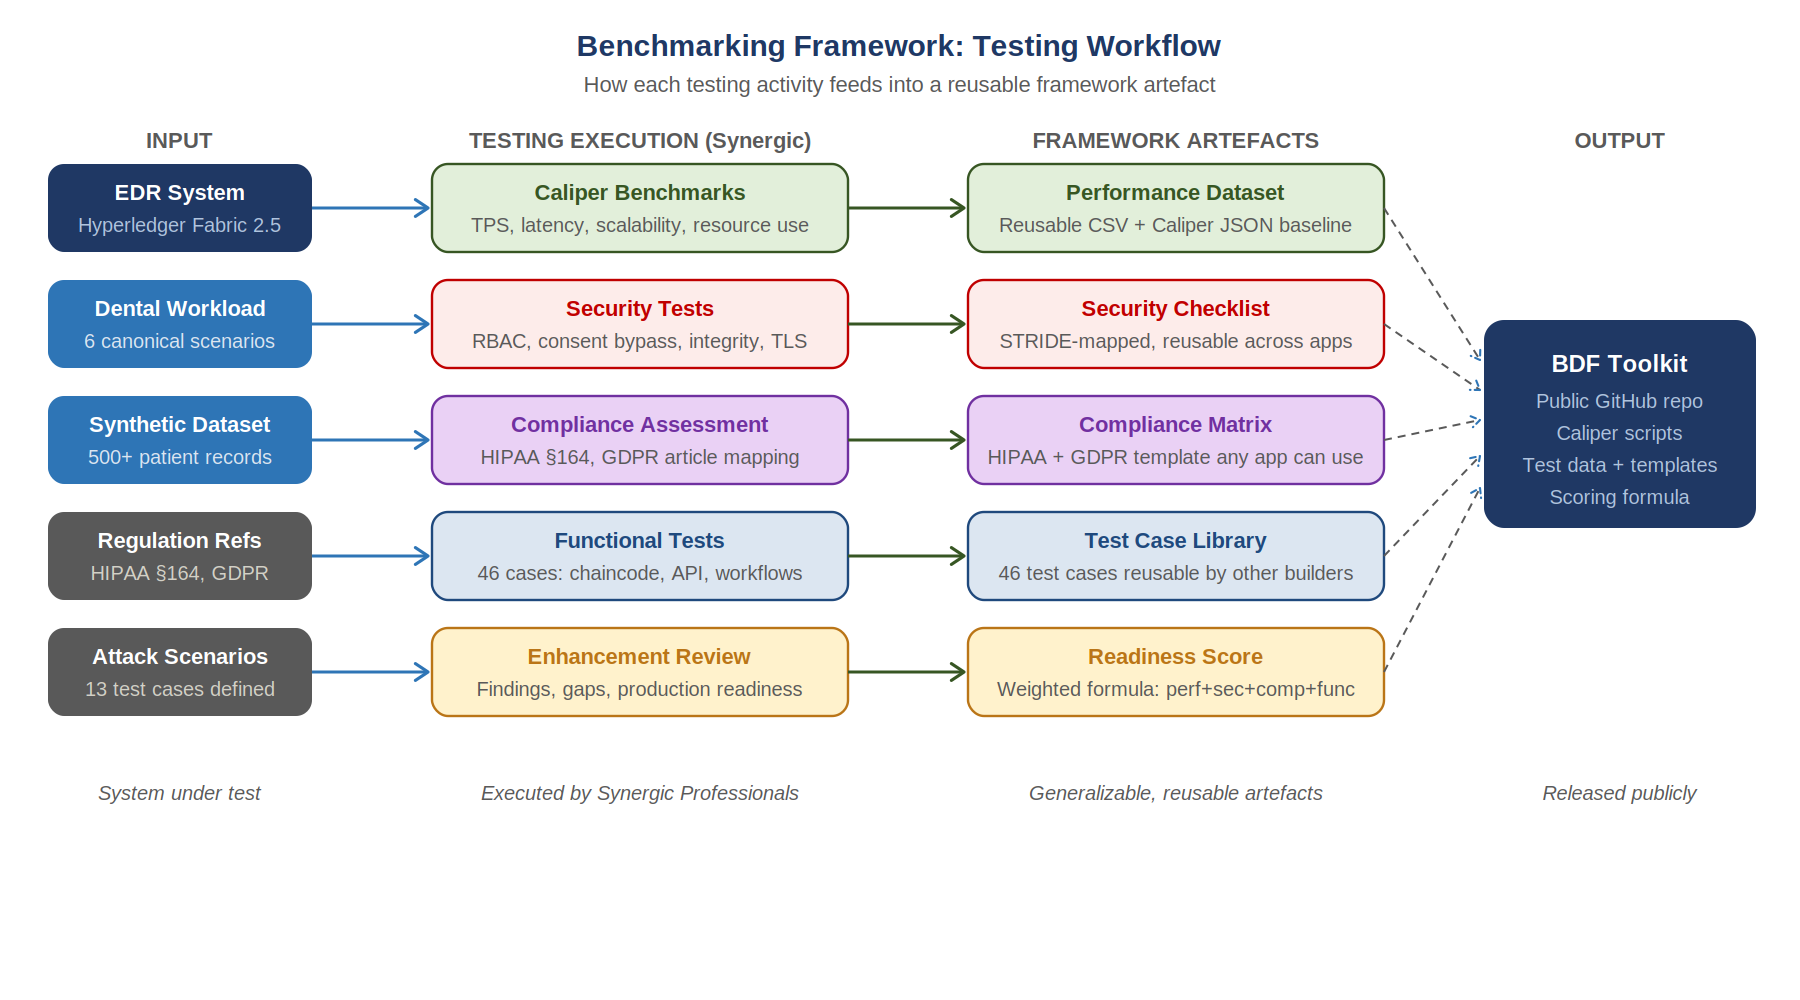 Benchmarking Framework: Testing Workflow
How each testing activity feeds into a reusable framework artefact
INPUT
TESTING EXECUTION (Synergic)
FRAMEWORK ARTEFACTS
OUTPUT
EDR System
Hyperledger Fabric 2.5
Caliper Benchmarks
TPS, latency, scalability, resource use
Performance Dataset
Reusable CSV + Caliper JSON baseline
Dental Workload
6 canonical scenarios
Security Tests
RBAC, consent bypass, integrity, TLS
Security Checklist
STRIDE-mapped, reusable across apps
Synthetic Dataset
500+ patient records
Compliance Assessment
HIPAA §164, GDPR article mapping
Compliance Matrix
HIPAA + GDPR template any app can use
Regulation Refs
HIPAA §164, GDPR
Functional Tests
46 cases: chaincode, API, workflows
Test Case Library
46 test cases reusable by other builders
Attack Scenarios
13 test cases defined
Enhancement Review
Findings, gaps, production readiness
Readiness Score
Weighted formula: perf+sec+comp+func
BDF Toolkit
Public GitHub repo
Caliper scripts
Test data + templates
Scoring formula
System under test
Executed by Synergic Professionals
Generalizable, reusable artefacts
Released publicly